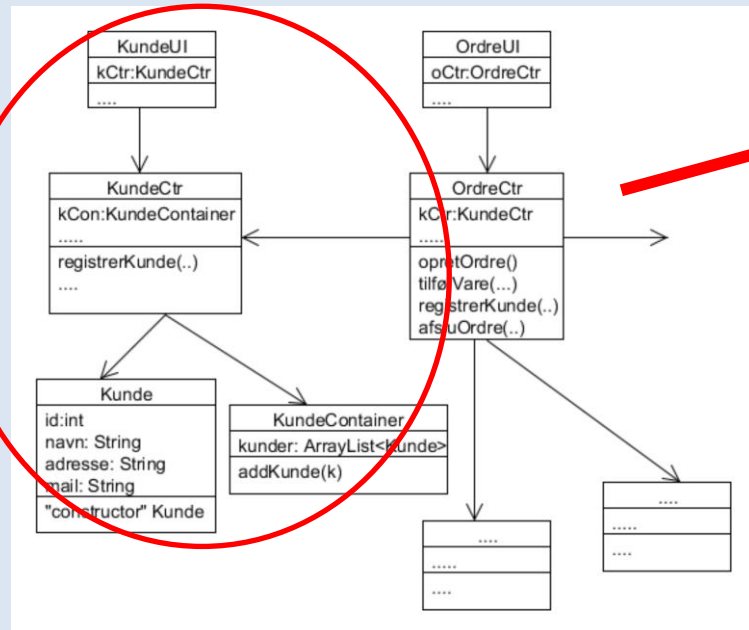 KundeUI
kCtr:KundeCtr
....
OrdreUI
oCtr:OrdreCtr
....
KundeCtr
kCon:KundeContainer
.....
registrerKunde(..)
....
OrdreCtr
kCtr:KundeCtr
.....
opretOrdre()
tilføjVare(...)
registrerKunde(..)
afsluOrdre(..)
Kunde
id:int
navn: String
adresse: String
mail: String
"constructor" Kunde
KundeContainer
kunder: ArrayList<Kunde>
addKunde(k)
....
.....
....
....
.....
....